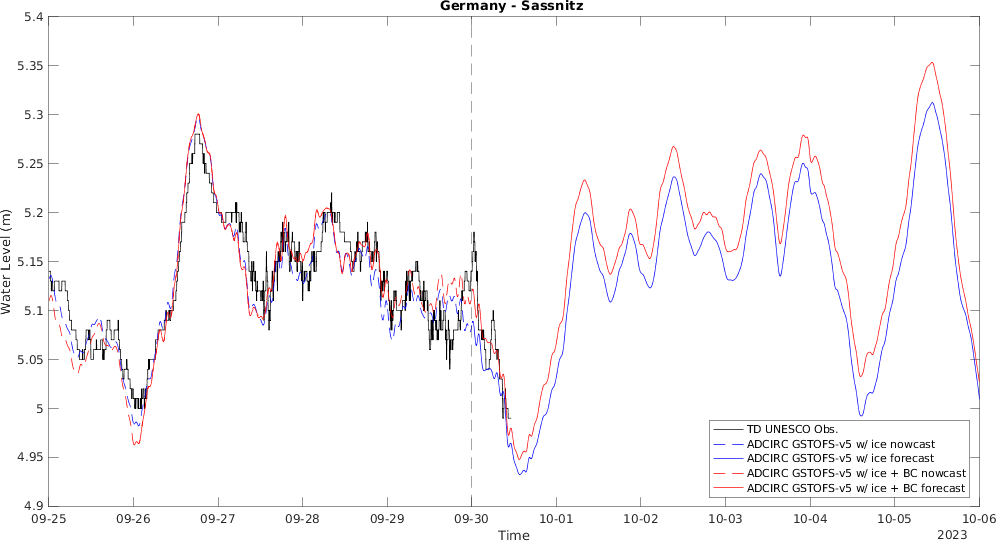 Germany - Sassnitz
5.4
5.35
5.3
5.25
5.2
5.15
5.1
5.05
5
4.95
4.9
Water Level (m)
09-25 09-26 09-27 09-28 09-29 09-30 10-01 10-02 10-03 10-04 10-05 10-06
Time
2023
TD UNESCO Obs.
ADCIRC GSTOFS-v5 w/ ice nowcast
ADCIRC GSTOFS-v5 w/ ice forecast
ADCIRC GSTOFS-v5 w/ ice + BC nowcast
ADCIRC GSTOFS-v5 w/ ice + BC forecast